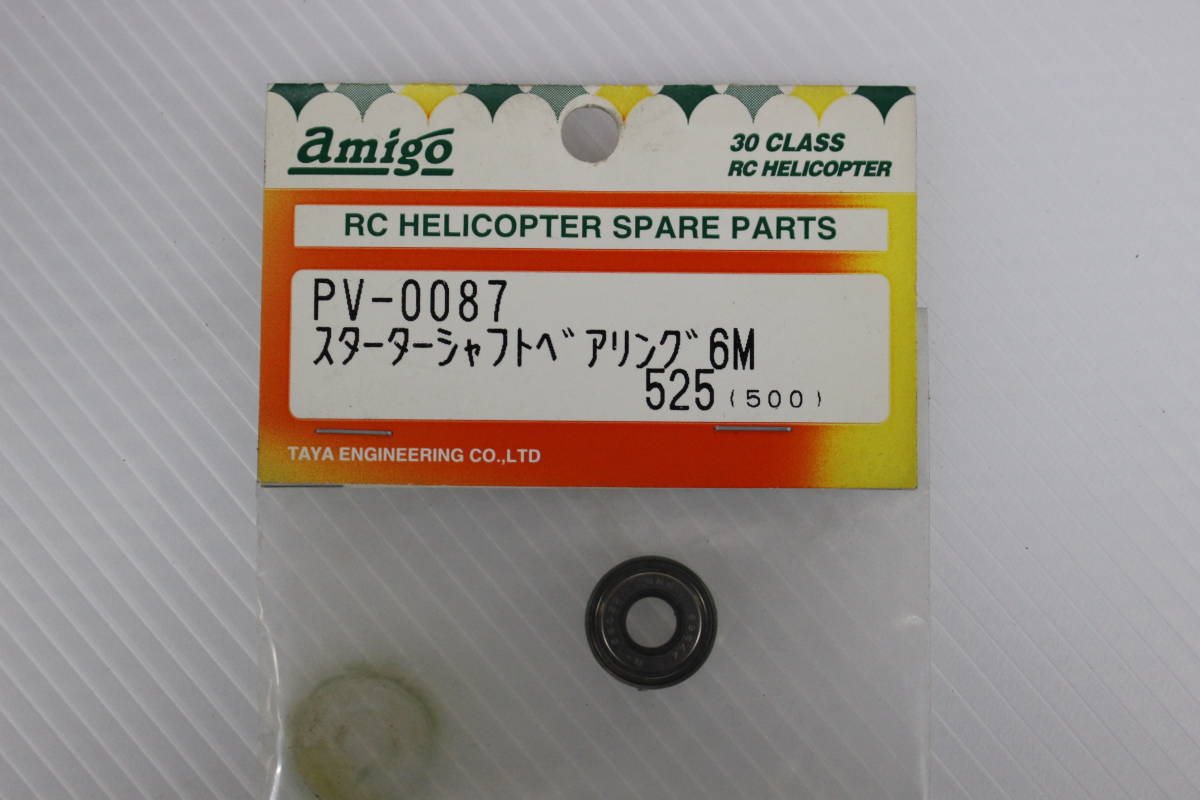 amigo
30 CLASS
RC HELICOPTER
RC HELICOPTER SPARE PARTS
PV-0087
スターターシャフトベアリング6M
525 (500)
TAYA ENGINEERING CO.,LTD